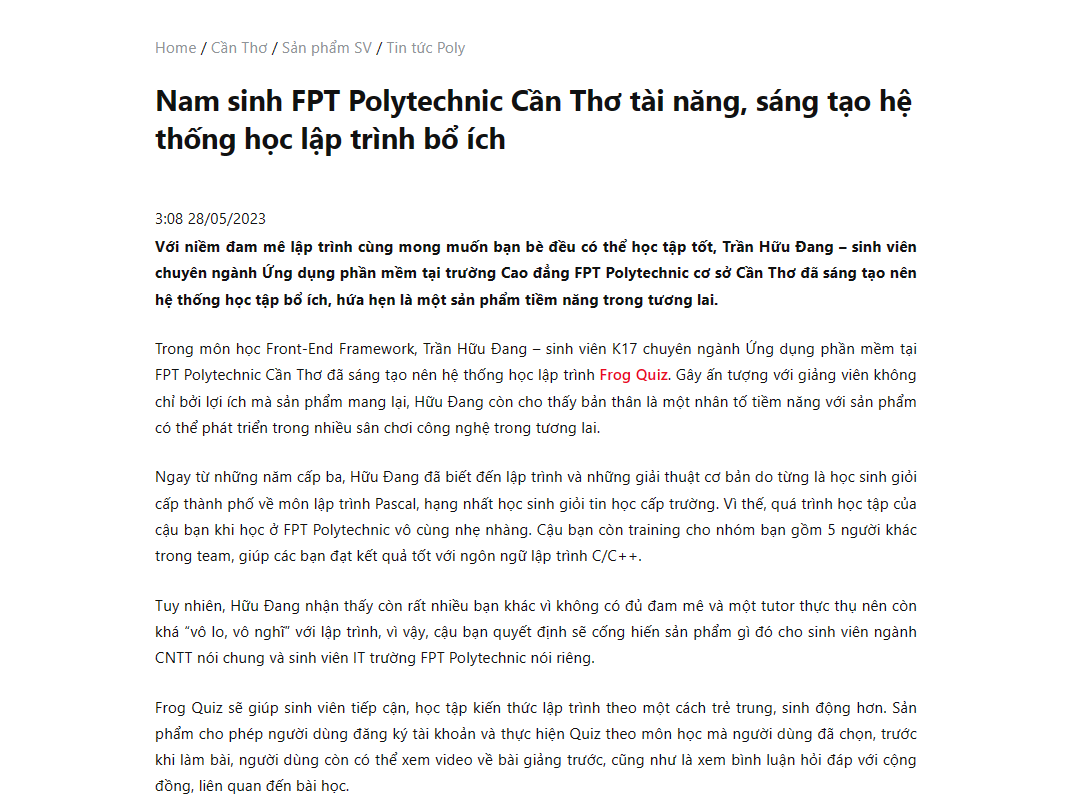 Home / Cần Thơ / Sản phẩm SV / Tin tức Poly
Nam sinh FPT Polytechnic Cần Thơ tài năng, sáng tạo hệ
thống học lập trình bổ ích
3:08 28/05/2023
Với niềm đam mê lập trình cùng mong muốn bạn bè đều có thể học tập tốt, Trần Hữu Đang – sinh viên
chuyên ngành Ứng dụng phần mềm tại trường Cao đẳng FPT Polytechnic cơ sở Cần Thơ đã sáng tạo nên
hệ thống học tập bổ ích, hứa hẹn là một sản phẩm tiềm năng trong tương lai.
Trong môn học Front-End Framework, Trần Hữu Đang – sinh viên K17 chuyên ngành Ứng dụng phần mềm tại
FPT Polytechnic Cần Thơ đã sáng tạo nên hệ thống học lập trình Frog Quiz. Gây ấn tượng với giảng viên không
chỉ bởi lợi ích mà sản phẩm mang lại, Hữu Đang còn cho thấy bản thân là một nhân tố tiềm năng với sản phẩm
có thể phát triển trong nhiều sân chơi công nghệ trong tương lai.
Ngay từ những năm cấp ba, Hữu Đang đã biết đến lập trình và những giải thuật cơ bản do từng là học sinh giỏi
cấp thành phố về môn lập trình Pascal, hạng nhất học sinh giỏi tin học cấp trường. Vì thế, quá trình học tập của
cậu bạn khi học ở FPT Polytechnic vô cùng nhẹ nhàng. Cậu bạn còn training cho nhóm bạn gồm 5 người khác
trong team, giúp các bạn đạt kết quả tốt với ngôn ngữ lập trình C/C++.
Tuy nhiên, Hữu Đang nhận thấy còn rất nhiều bạn khác vì không có đủ đam mê và một tutor thực thụ nên còn
khá “vô lo, vô nghĩ” với lập trình, vì vậy, cậu bạn quyết định sẽ cống hiến sản phẩm gì đó cho sinh viên ngành
CNTT nói chung và sinh viên IT trường FPT Polytechnic nói riêng.
Frog Quiz sẽ giúp sinh viên tiếp cận, học tập kiến thức lập trình theo một cách trẻ trung, sinh động hơn. Sản
phẩm cho phép người dùng đăng ký tài khoản và thực hiện Quiz theo môn học mà người dùng đã chọn, trước
khi làm bài, người dùng còn có thể xem video về bài giảng trước, cũng như là xem bình luận hỏi đáp với cộng
đồng, liên quan đến bài học.